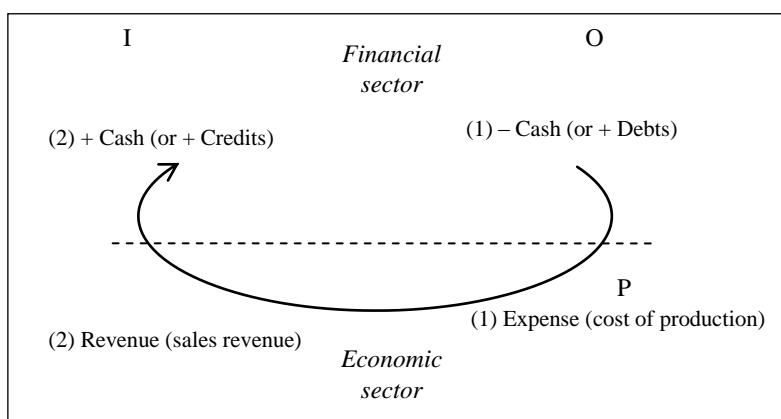 I
O
Financial
sector
(2) + Cash (or + Credits)
(1) – Cash (or + Debts)
P
(1) Expense (cost of production)
(2) Revenue (sales revenue)
Economic
sector